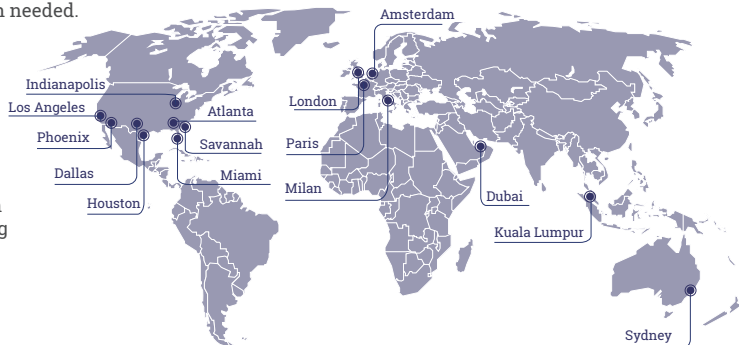 needed.
Amsterdam
Indianapolis
Los Angeles
Atlanta
London
Phoenix
Savannah
Paris
Dallas
Miami
Milan
Dubai
Houston
Kuala Lumpur
Sydney